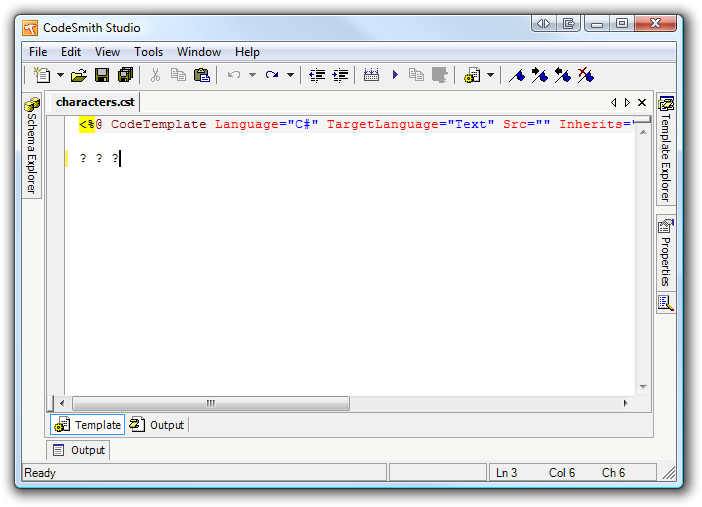 CodeSmith Studio
File Edit View Tools Window Help
characters.cst
Schema Explorer
<%@ CodeTemplate Language="C#" TargetLanguage="Text" Src="" Inherits="
? ? ?
Template Explorer
Properties
Template Output
Output
Ready Ln 3 Col 6 Ch 6